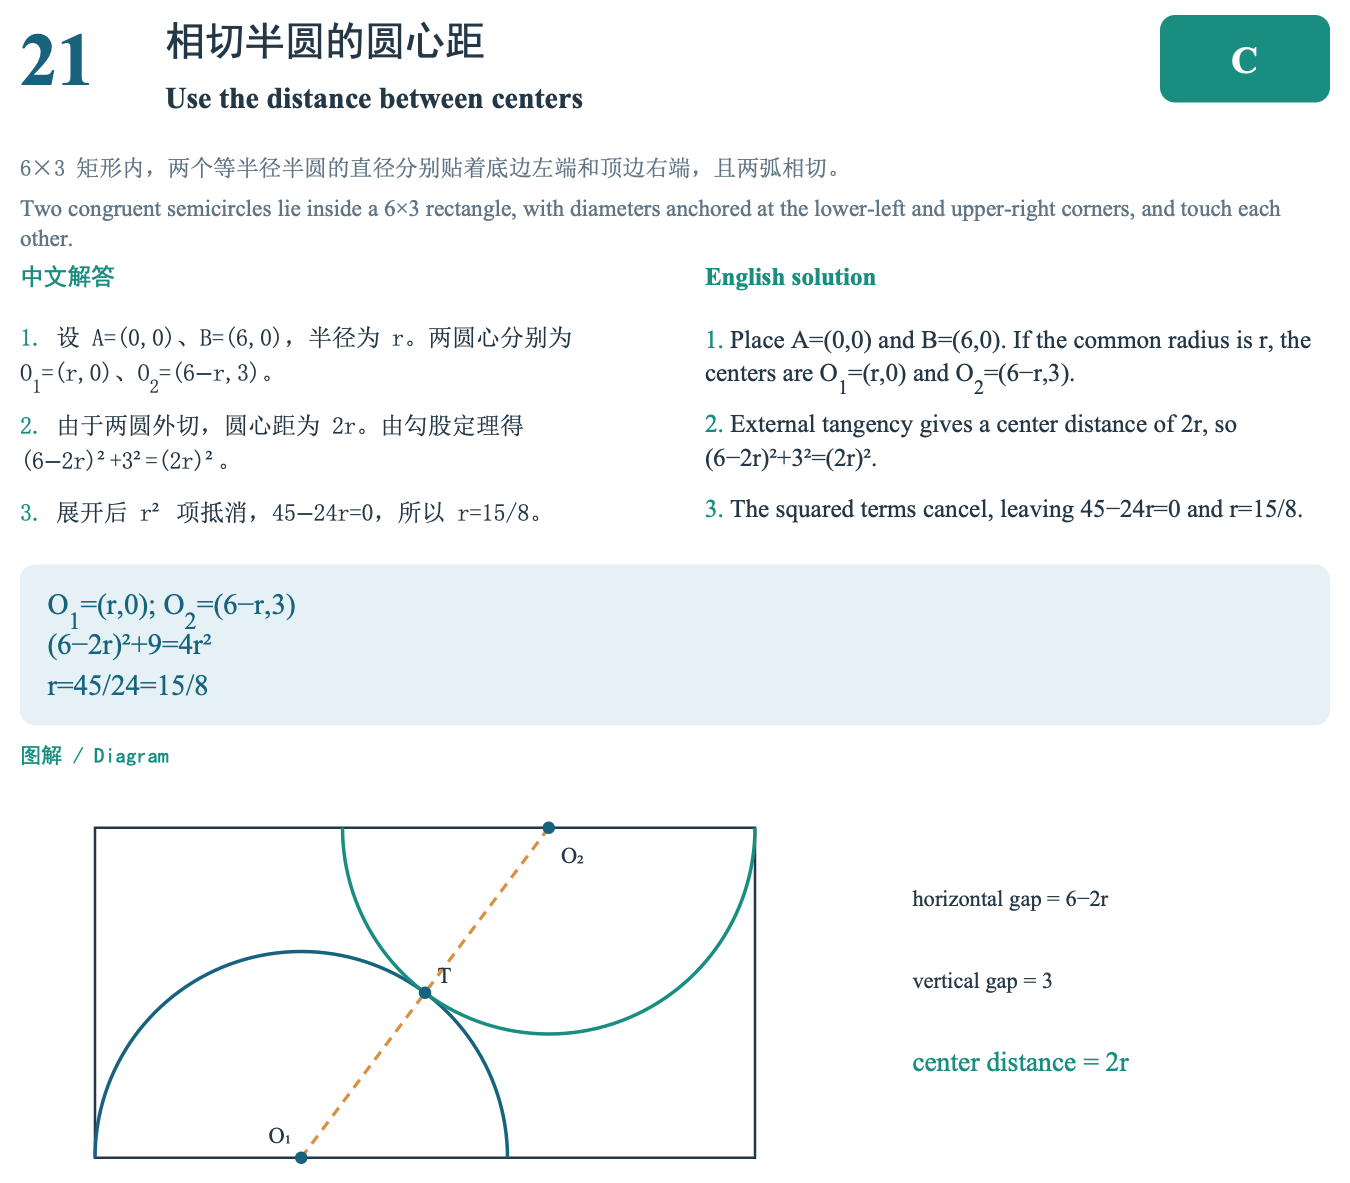 21
相切半圆的圆心距
Use the distance between centers
C
6×3 矩形内，两个等半径半圆的直径分别贴着底边左端和顶边右端，且两弧相切。
Two congruent semicircles lie inside a 6×3 rectangle, with diameters anchored at the lower-left and upper-right corners, and touch each
other.
中文解答
1. 设 A=(0,0)、B=(6,0)，半径为 r。两圆心分别为
O₁=(r,0)、O₂=(6−r,3)。
2. 由于两圆外切，圆心距为 2r。由勾股定理得
(6−2r)²+3²=(2r)²。
3. 展开后 r² 项抵消，45−24r=0，所以 r=15/8。
English solution
1. Place A=(0,0) and B=(6,0). If the common radius is r, the
centers are O₁=(r,0) and O₂=(6−r,3).
2. External tangency gives a center distance of 2r, so
(6−2r)²+3²=(2r)².
3. The squared terms cancel, leaving 45−24r=0 and r=15/8.
O₁=(r,0); O₂=(6−r,3)
(6−2r)²+9=4r²
r=45/24=15/8
图解 / Diagram
O₂
T
O₁
horizontal gap = 6−2r
vertical gap = 3
center distance = 2r